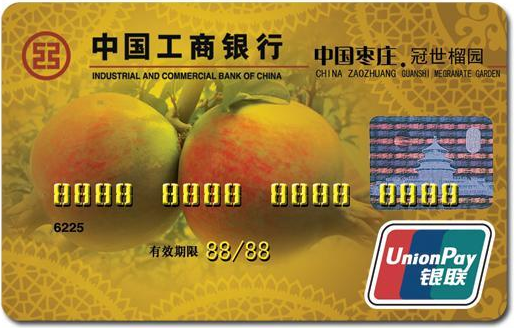 中国工商银行
INDUSTRIAL AND COMMERCIAL BANK OF CHINA
中国枣庄·冠世榴园
CHINA ZAOZHUANG GUANSHI MEGRANATE GARDEN
8888 8888 8888 8888
6225
有效期限 88/88
UnionPay
银联